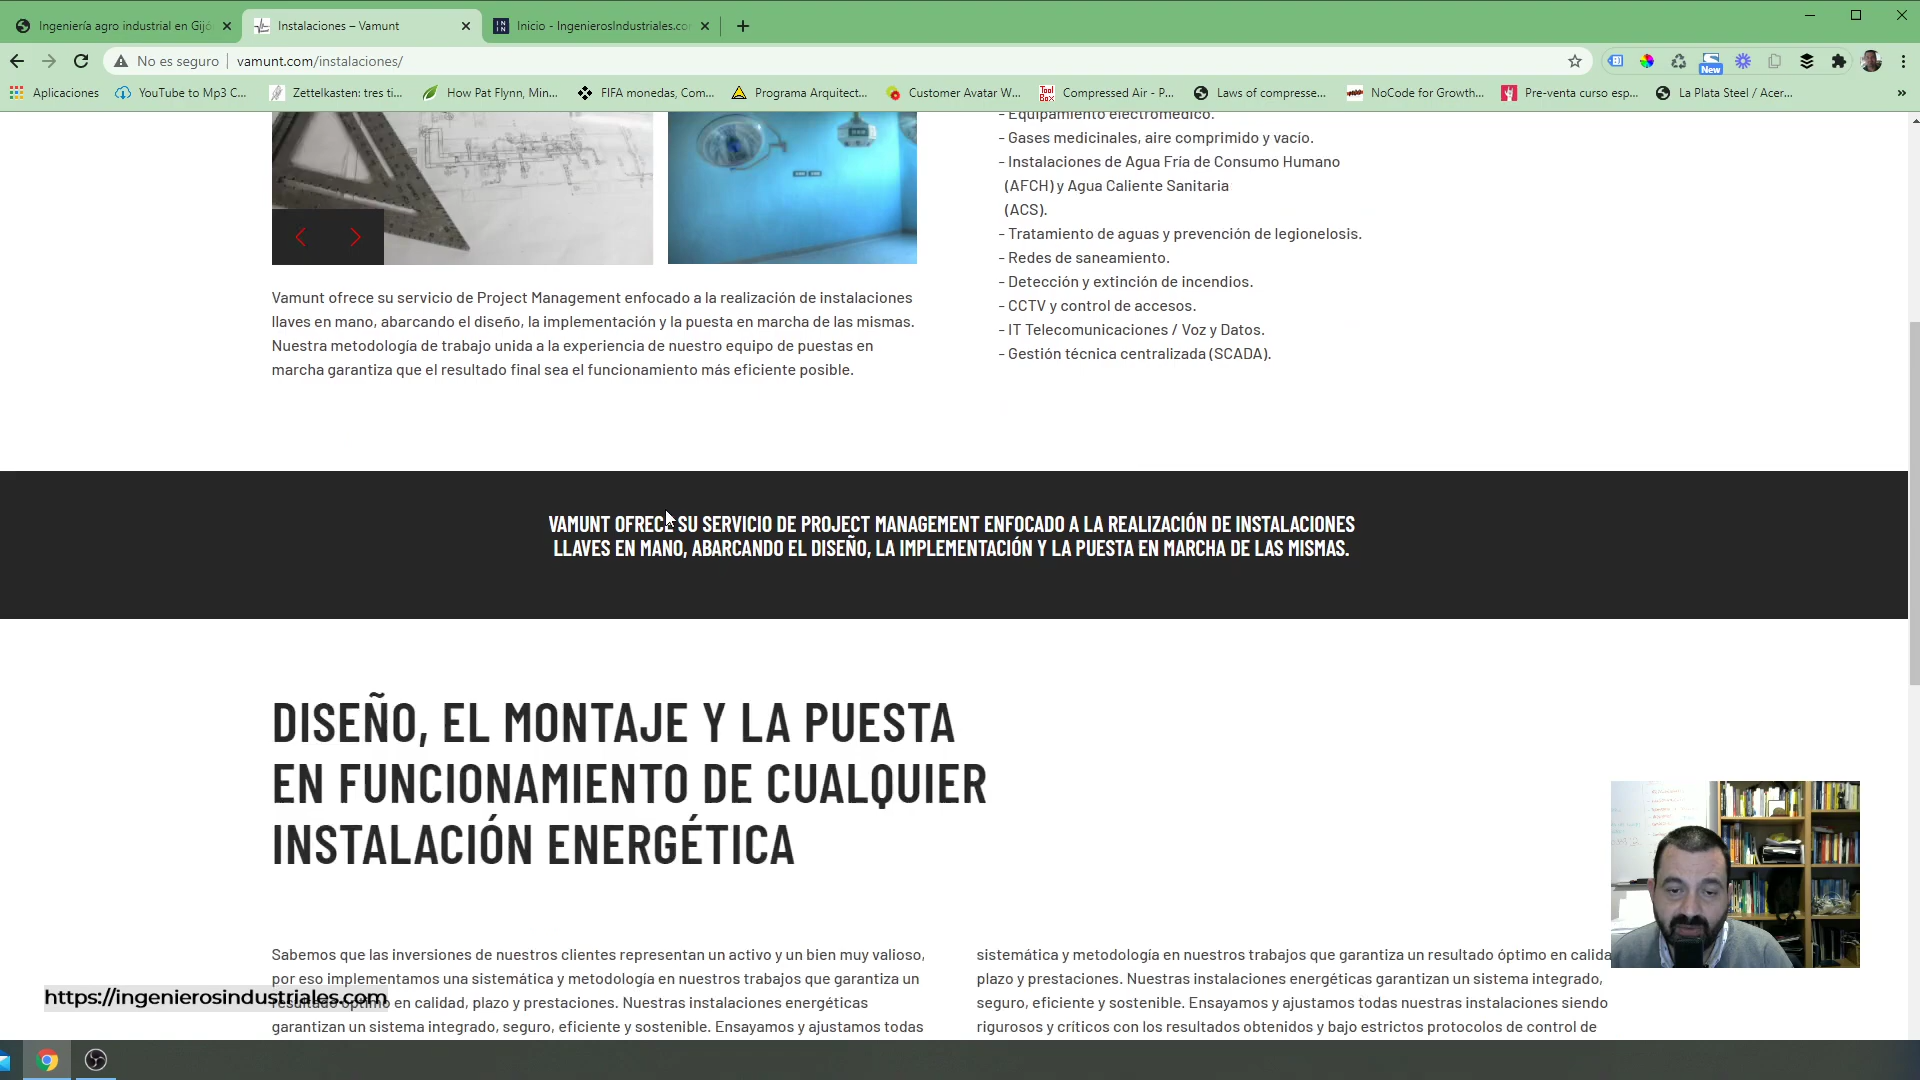 Ingeniería agro industrial en Gijó
Instalaciones – Vamunt
Inicio - IngenierosIndustriales.co
No es seguro
vamunt.com/instalaciones/
New
Aplicaciones
YouTube to Mp3 C...
Zettelkasten: tres ti...
How Pat Flynn, Min...
FIFA monedas, Com...
Programa Arquitect...
Customer Avatar W...
Compressed Air - P...
Laws of compresse...
NoCode for Growth...
Pre-venta curso esp...
La Plata Steel / Acer...
»
- Equipamiento electromédico.
- Gases medicinales, aire comprimido y vacío.
- Instalaciones de Agua Fría de Consumo Humano
(AFCH) y Agua Caliente Sanitaria
(ACS).
- Tratamiento de aguas y prevención de legionelosis.
- Redes de saneamiento.
- Detección y extinción de incendios.
- CCTV y control de accesos.
- IT Telecomunicaciones / Voz y Datos.
- Gestión técnica centralizada (SCADA).
Vamunt ofrece su servicio de Project Management enfocado a la realización de instalaciones
llaves en mano, abarcando el diseño, la implementación y la puesta en marcha de las mismas.
Nuestra metodología de trabajo unida a la experiencia de nuestro equipo de puestas en
marcha garantiza que el resultado final sea el funcionamiento más eficiente posible.
VAMUNT OFRECE SU SERVICIO DE PROJECT MANAGEMENT ENFOCADO A LA REALIZACIÓN DE INSTALACIONES
LLAVES EN MANO, ABARCANDO EL DISEÑO, LA IMPLEMENTACIÓN Y LA PUESTA EN MARCHA DE LAS MISMAS.
DISEÑO, EL MONTAJE Y LA PUESTA
EN FUNCIONAMIENTO DE CUALQUIER
INSTALACIÓN ENERGÉTICA
Sabemos que las inversiones de nuestros clientes representan un activo y un bien muy valioso,
por eso implementamos una sistemática y metodología en nuestros trabajos que garantiza un
resultado óptimo en calidad, plazo y prestaciones. Nuestras instalaciones energéticas
garantizan un sistema integrado, seguro, eficiente y sostenible. Ensayamos y ajustamos todas
sistemática y metodología en nuestros trabajos que garantiza un resultado óptimo en calida
plazo y prestaciones. Nuestras instalaciones energéticas garantizan un sistema integrado,
seguro, eficiente y sostenible. Ensayamos y ajustamos todas nuestras instalaciones siendo
rigurosos y críticos con los resultados obtenidos y bajo estrictos protocolos de control de
https://ingenierosindustriales.com